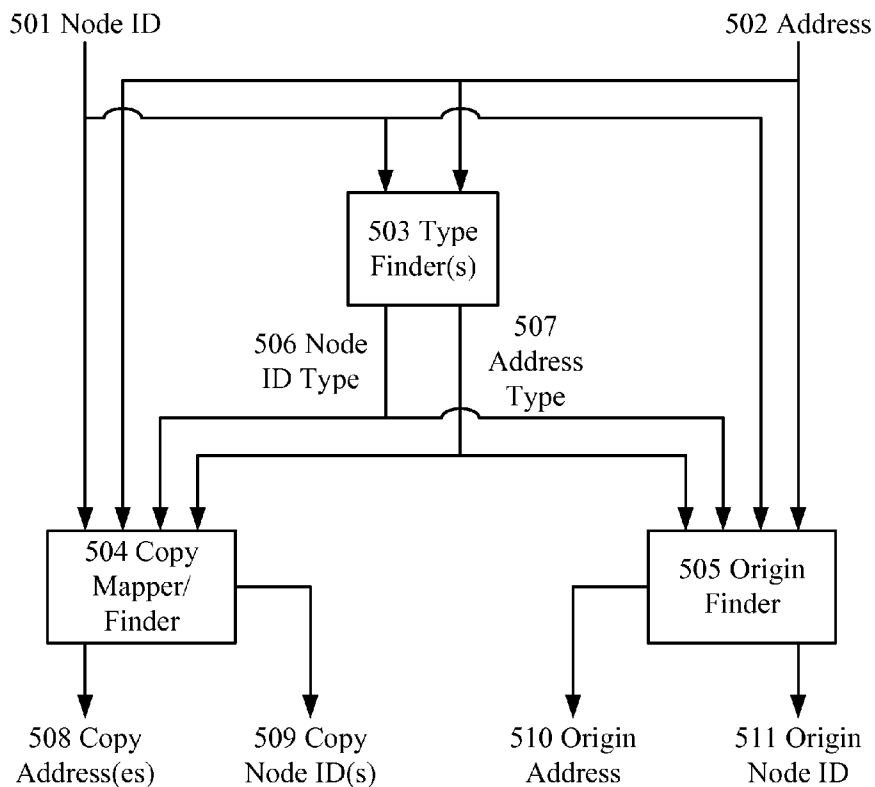 501 Node ID
502 Address
503 Type
Finder(s)
506 Node
ID Type
507
Address
Type
504 Copy
Mapper/
Finder
505 Origin
Finder
508 Copy
Address(es)
509 Copy
Node ID(s)
510 Origin
Address
511 Origin
Node ID